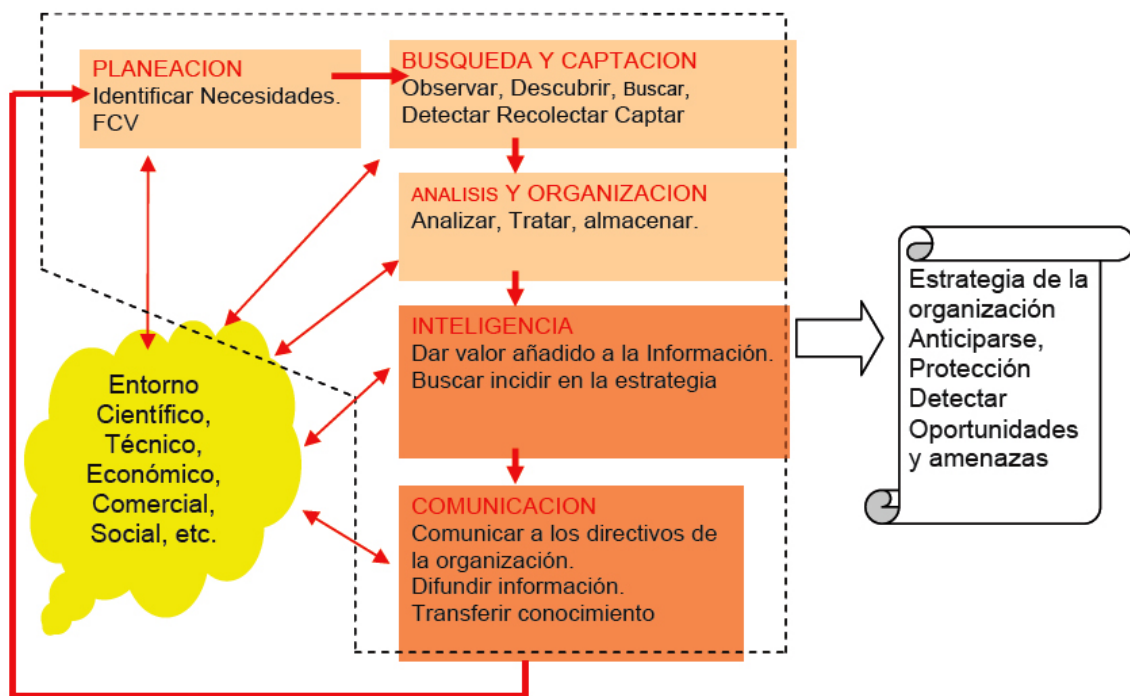 PLANEACION
Identificar Necesidades.
FCV
BUSQUEDA Y CAPTACION
Observar, Descubrir, Buscar,
Detectar Recolectar Captar
ANALISIS Y ORGANIZACION
Analizar, Tratar, almacenar.
INTELIGENCIA
Dar valor añadido a la Información.
Buscar incidir en la estrategia
COMUNICACION
Comunicar a los directivos de
la organización.
Difundir información.
Transferir conocimiento
Entorno
Científico,
Técnico,
Económico,
Comercial,
Social, etc.
Estrategia de la
organización
Anticiparse,
Protección
Detectar
Oportunidades
y amenazas